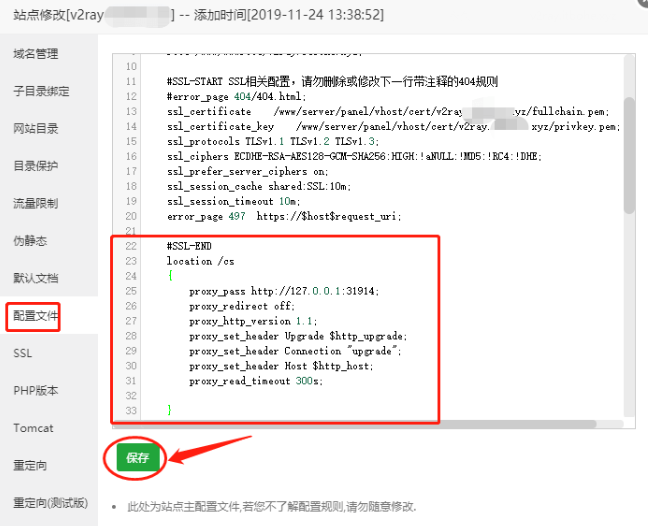 站点修改[v2ray ] -- 添加时间[2019-11-24 13:38:52]
域名管理
子目录绑定
网站目录
目录保护
流量限制
伪静态
默认文档
配置文件
SSL
PHP版本
Tomcat
重定向
重定向(测试版)
10
11 #SSL-START SSL相关配置，请勿删除或修改下一行带注释的404规则
12 #error_page 404/404.html;
13 ssl_certificate /www/server/panel/vhost/cert/v2ray yz/fullchain.pem;
14 ssl_certificate_key /www/server/panel/vhost/cert/v2ray. xyz/privkey.pem;
15 ssl_protocols TLSv1.1 TLSv1.2 TLSv1.3;
16 ssl_ciphers ECDHE-RSA-AES128-GCM-SHA256:HIGH:!aNULL:!MD5:!RC4:!DHE;
17 ssl_prefer_server_ciphers on;
18 ssl_session_cache shared:SSL:10m;
19 ssl_session_timeout 10m;
20 error_page 497 https://$host$request_uri;
21
22 #SSL-END
23 location /cs
24 {
25 proxy_pass http://127.0.0.1:31914;
26 proxy_redirect off;
27 proxy_http_version 1.1;
28 proxy_set_header Upgrade $http_upgrade;
29 proxy_set_header Connection "upgrade";
30 proxy_set_header Host $http_host;
31 proxy_read_timeout 300s;
32
33 }
保存
此处为站点主配置文件,若您不了解配置规则,请勿随意修改.